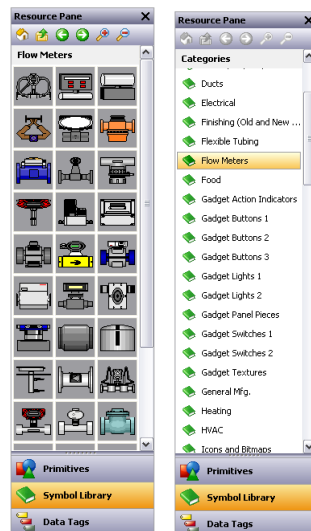 Resource Pane
Flow Meters
Primitives
Symbol Library
Data Tags
Resource Pane
Categories
Ducts
Electrical
Finishing (Old and New ...
Flexible Tubing
Flow Meters
Food
Gadget Action Indicators
Gadget Buttons 1
Gadget Buttons 2
Gadget Buttons 3
Gadget Lights 1
Gadget Lights 2
Gadget Panel Pieces
Gadget Switches 1
Gadget Switches 2
Gadget Textures
General Mfg.
Heating
HVAC
Icons and Bitmaps
Primitives
Symbol Library
Data Tags